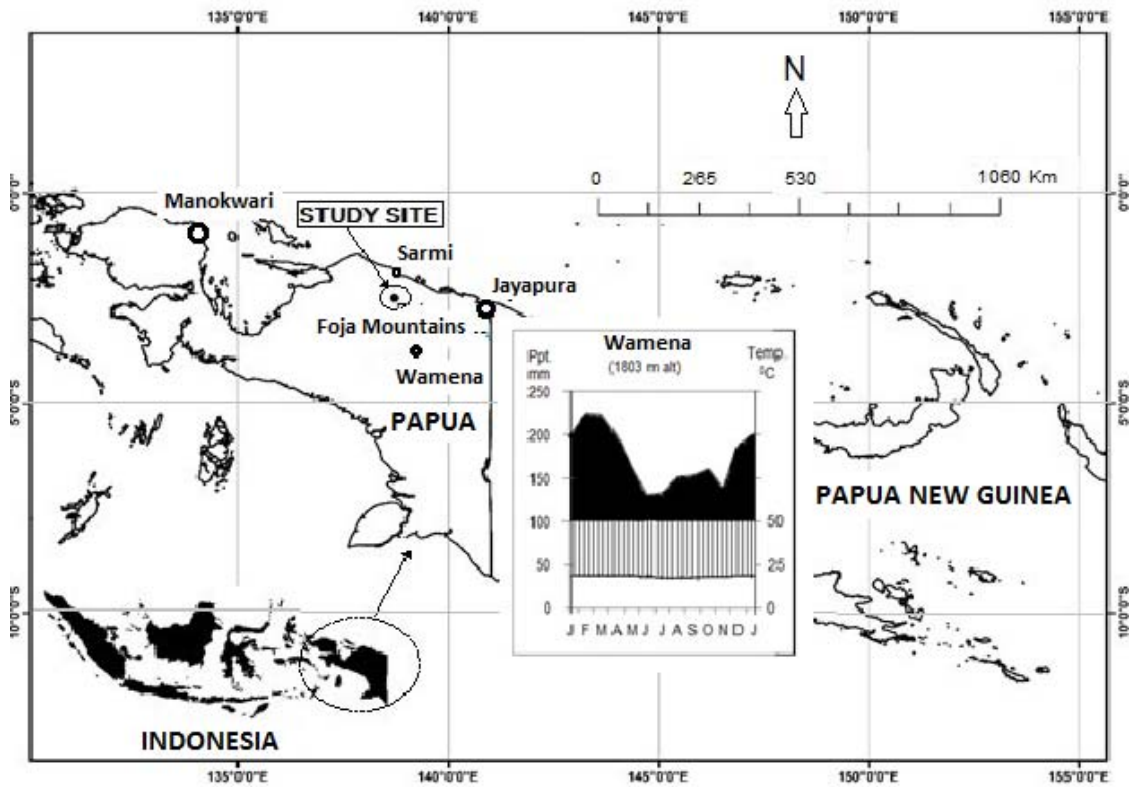 135°0'0"E 140°0'0"E 145°0'0"E 150°0'0"E 155°0'0"E
N
0 265 530 1060 Km
0°0'0" 0°0'0"
Manokwari
STUDY SITE
Sarmi
Jayapura
Foja Mountains
Wamena
PAPUA
5°0'0"S 5°0'0"S
Ppt. Wamena Temp.
mm (1803 m alt) °C
250
200
150
100 50
50 25
0 0
J F M A M J J A S O N D J
PAPUA NEW GUINEA
10°0'0"S 10°0'0"S
INDONESIA
135°0'0"E 140°0'0"E 145°0'0"E 150°0'0"E 155°0'0"E